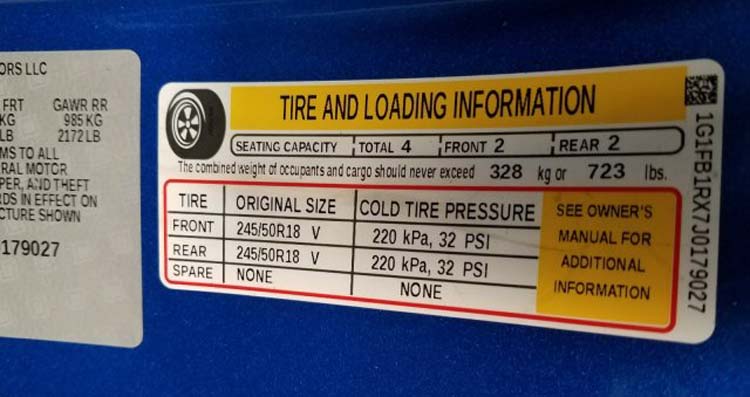 ORS LLC
FRT GAWR RR
KG 985 KG
LB 2172 LB
MS TO ALL
ERAL MOTOR
PER, AND THEFT
RDS IN EFFECT ON
CTURE SHOWN
0179027
TIRE AND LOADING INFORMATION
SEATING CAPACITY TOTAL 4 FRONT 2 REAR 2
The combined weight of occupants and cargo should never exceed 328 kg or 723 lbs.
TIRE ORIGINAL SIZE COLD TIRE PRESSURE
FRONT 245/50R18 V 220 kPa, 32 PSI
REAR 245/50R18 V 220 kPa, 32 PSI
SPARE NONE NONE
SEE OWNER'S
MANUAL FOR
ADDITIONAL
INFORMATION
1G1FB1RX7J0179027